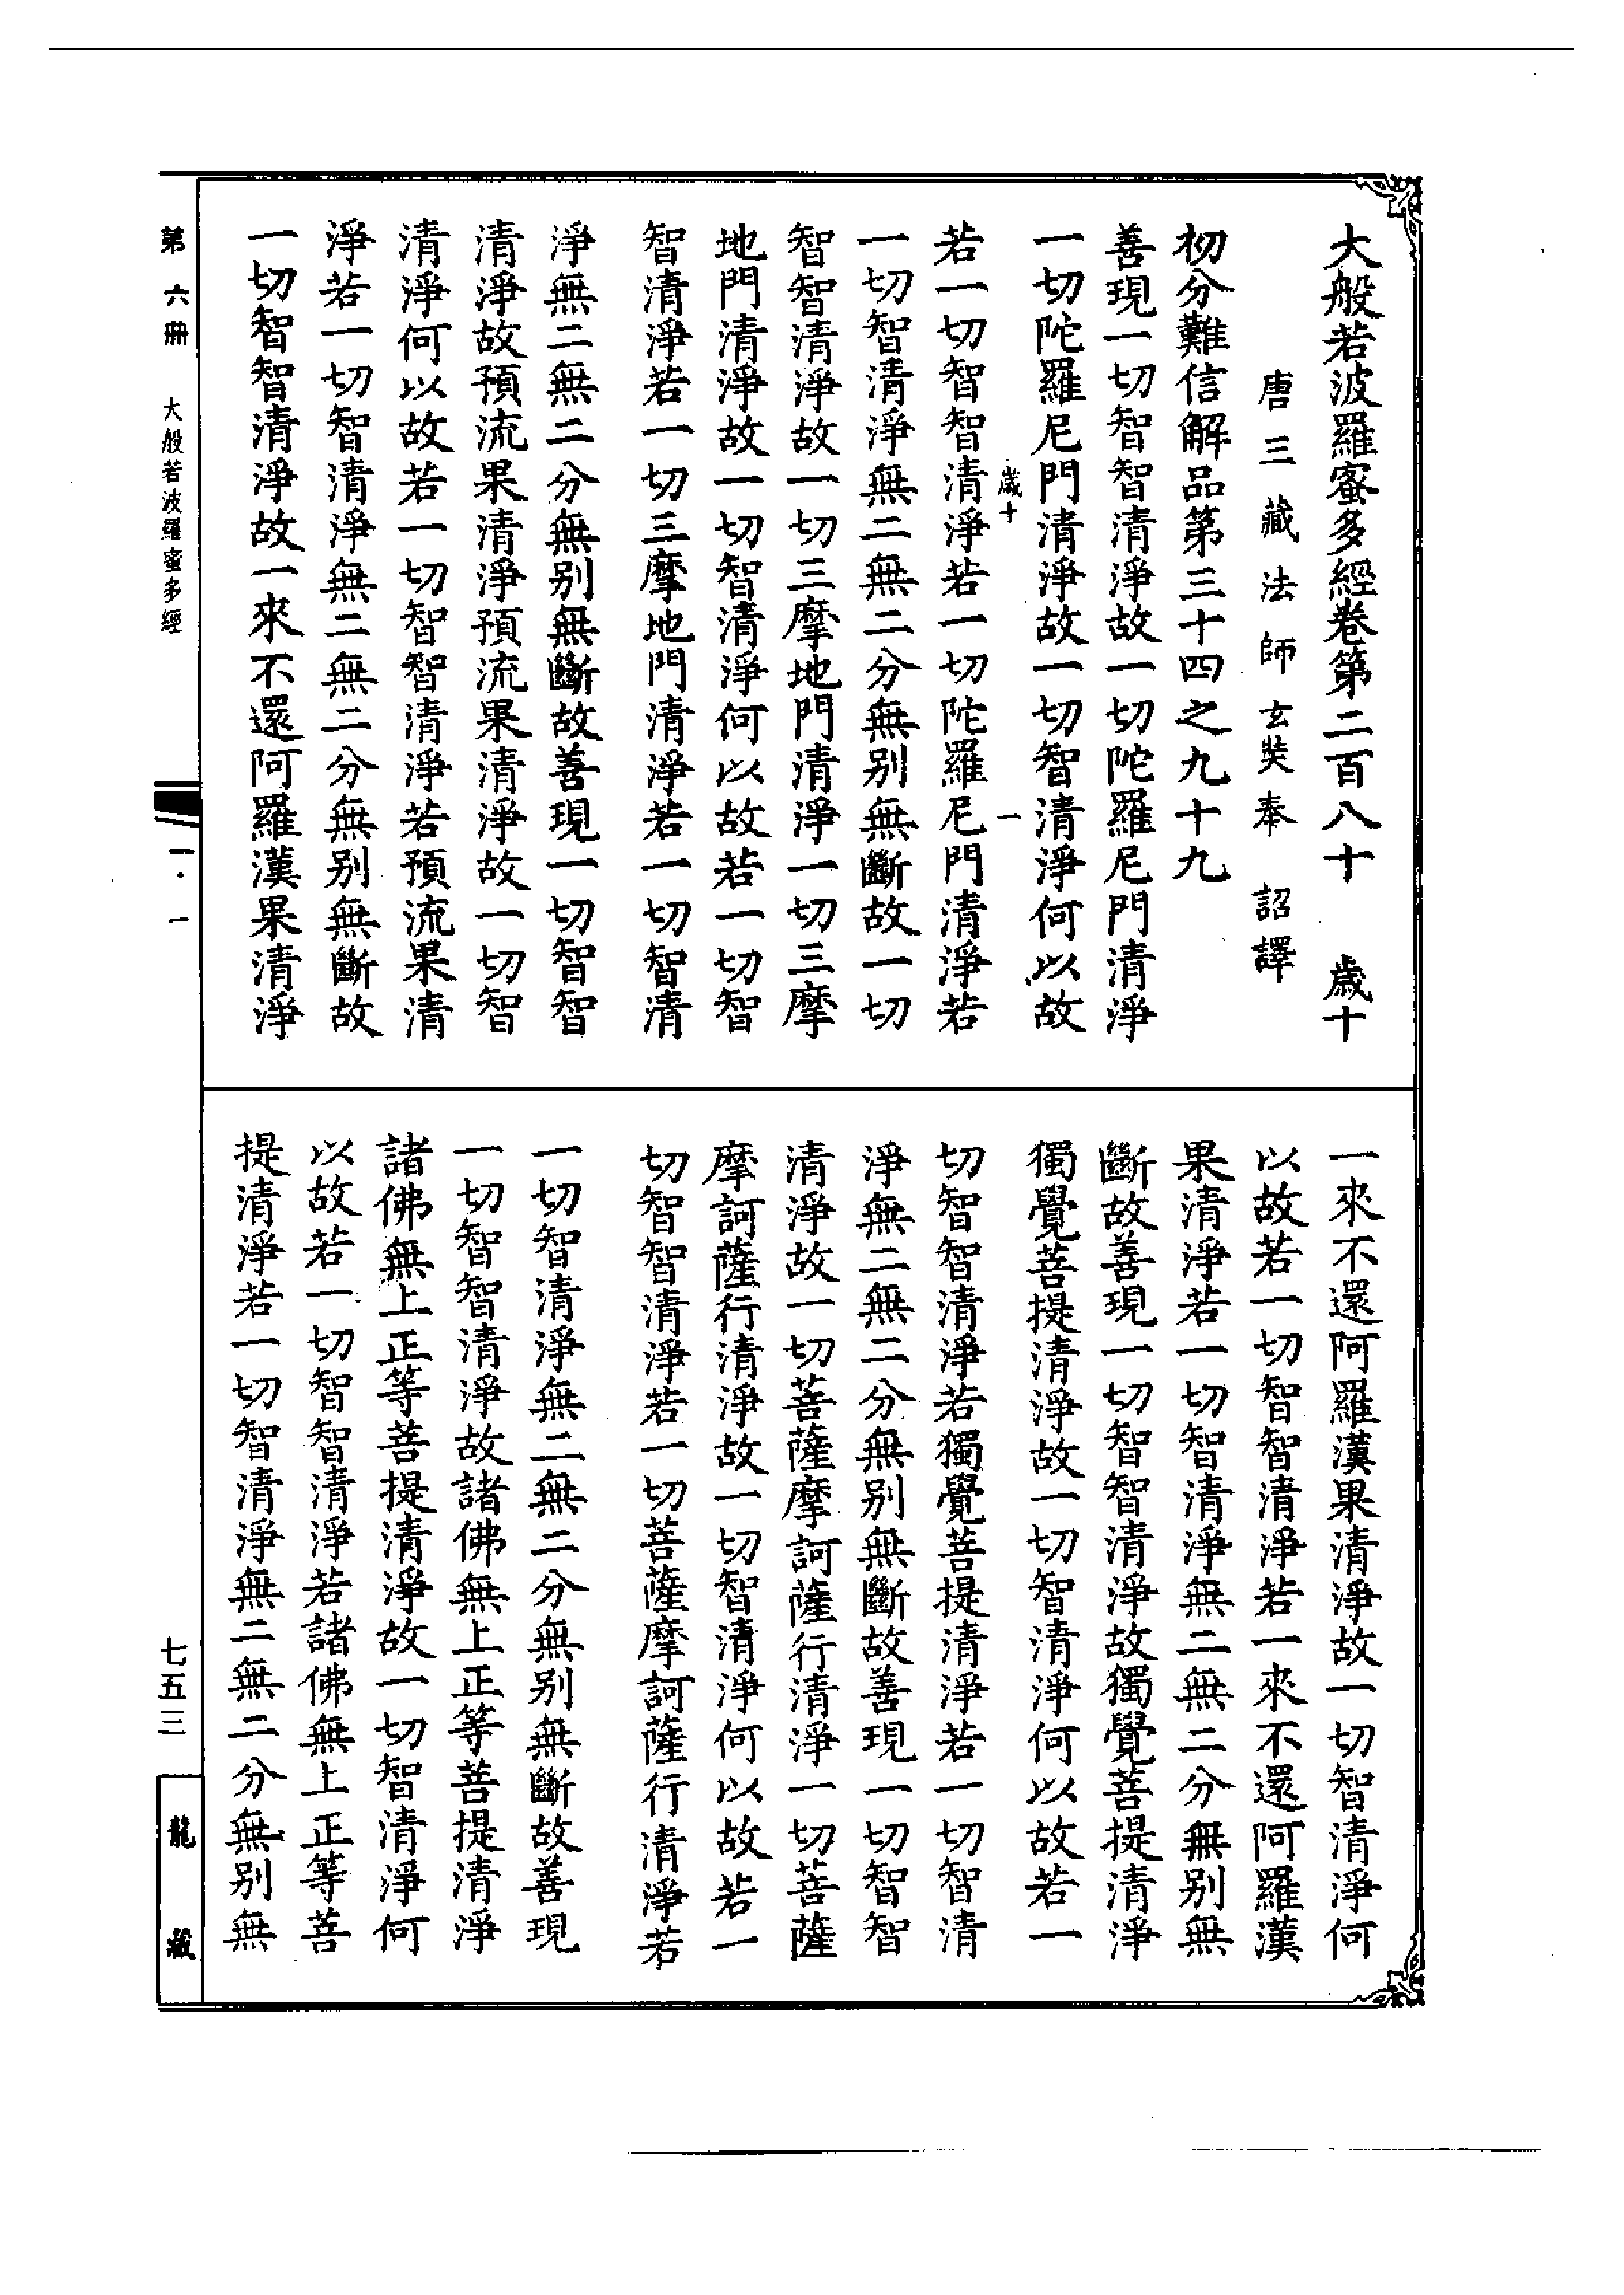 大般若波羅蜜多經卷第二百八十　歲十
唐三藏法師玄奘奉　詔譯
初分難信解品第三十四之九十九
善現一切智智清淨故一切陀羅尼門清淨
一切陀羅尼門清淨故一切智清淨何以故
歲十　一
若一切智智清淨若一切陀羅尼門清淨若
一切智清淨無二無二分無別無斷故一切
智智清淨故一切三摩地門清淨一切三摩
地門清淨故一切智清淨何以故若一切智
智清淨若一切三摩地門清淨若一切智清
淨無二無二分無別無斷故善現一切智智
清淨故預流果清淨預流果清淨故一切智
清淨何以故若一切智智清淨若預流果清
淨若一切智清淨無二無二分無別無斷故
一切智智清淨故一來不還阿羅漢果清淨
一來不還阿羅漢果清淨故一切智清淨何
以故若一切智智清淨若一來不還阿羅漢
果清淨若一切智清淨無二無二分無別無
斷故善現一切智智清淨故獨覺菩提清淨
獨覺菩提清淨故一切智清淨何以故若一
切智智清淨若獨覺菩提清淨若一切智清
淨無二無二分無別無斷故善現一切智智
清淨故一切菩薩摩訶薩行清淨一切菩薩
摩訶薩行清淨故一切智清淨何以故若一
切智智清淨若一切菩薩摩訶薩行清淨若
一切智清淨無二無二分無別無斷故善現
一切智智清淨故諸佛無上正等菩提清淨
諸佛無上正等菩提清淨故一切智清淨何
以故若一切智智清淨若諸佛無上正等菩
提清淨若一切智清淨無二無二分無別無
第六冊　大般若波羅蜜多經　一·一　七五三　龍藏